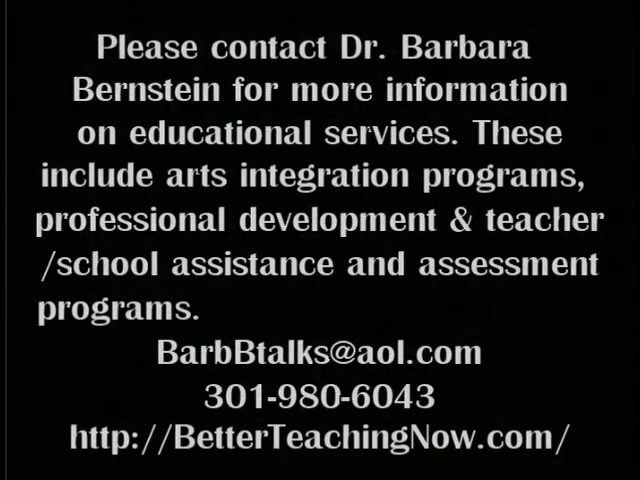 Please contact Dr. Barbara
Bernstein for more information
on educational services. These
include arts integration programs,
professional development & teacher
/school assistance and assessment
programs.
BarbBtalks@aol.com
301-980-6043
http://BetterTeachingNow.com/